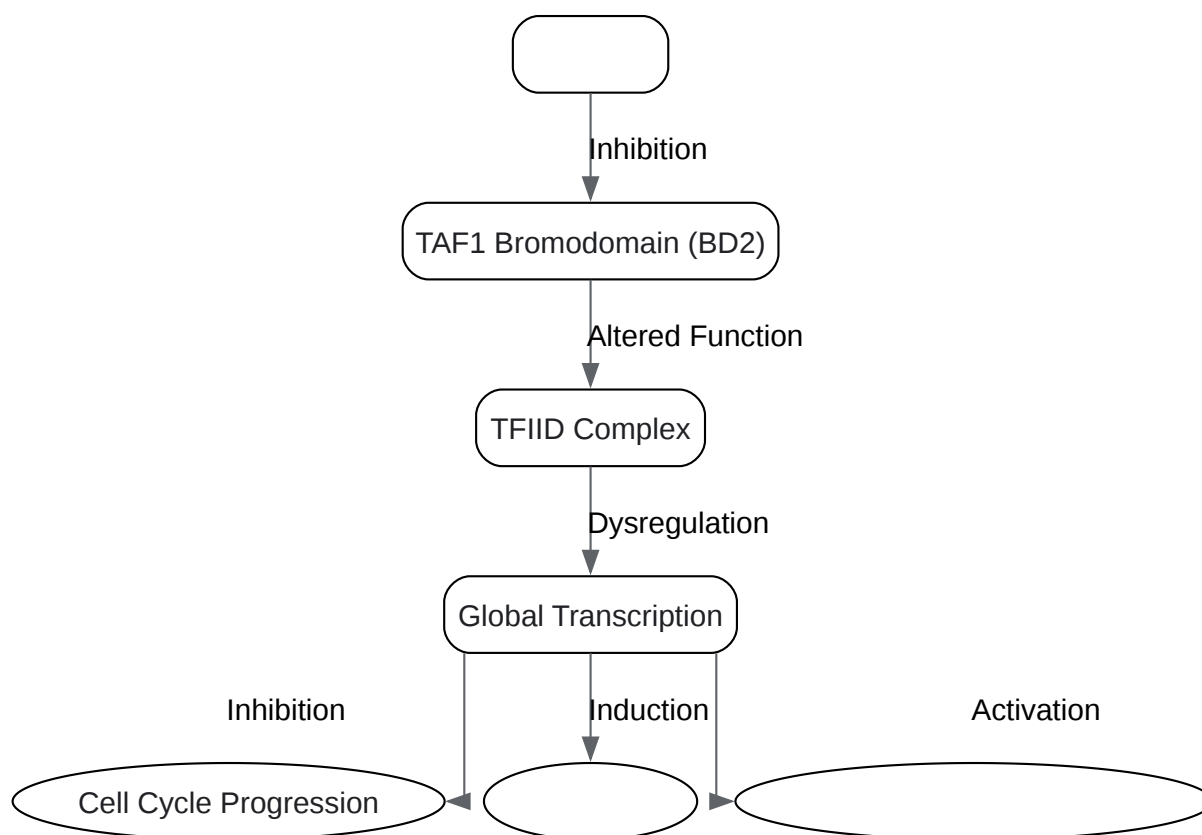 Inhibition
TAF1 Bromodomain (BD2)
Altered Function
TFIID Complex
Dysregulation
Global Transcription
Inhibition
Induction
Activation
Cell Cycle Progression